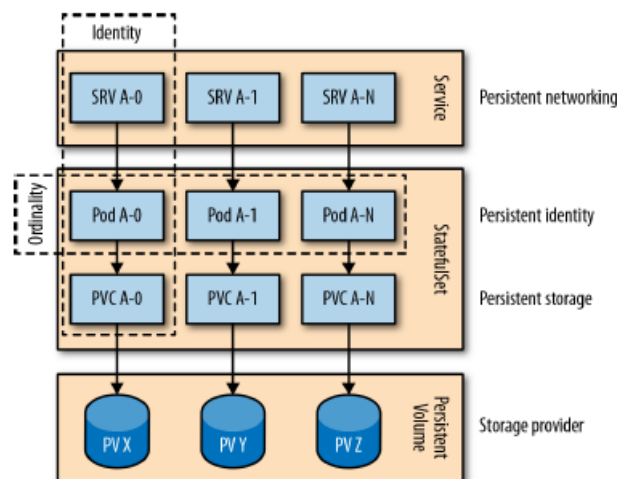 Identity
SRV A-0
SRV A-1
SRV A-N
Service
Persistent networking
Ordinality
Pod A-0
Pod A-1
Pod A-N
Persistent identity
StatefulSet
PVC A-0
PVC A-1
PVC A-N
Persistent storage
PV X
PV Y
PV Z
Persistent
Volume
Storage provider